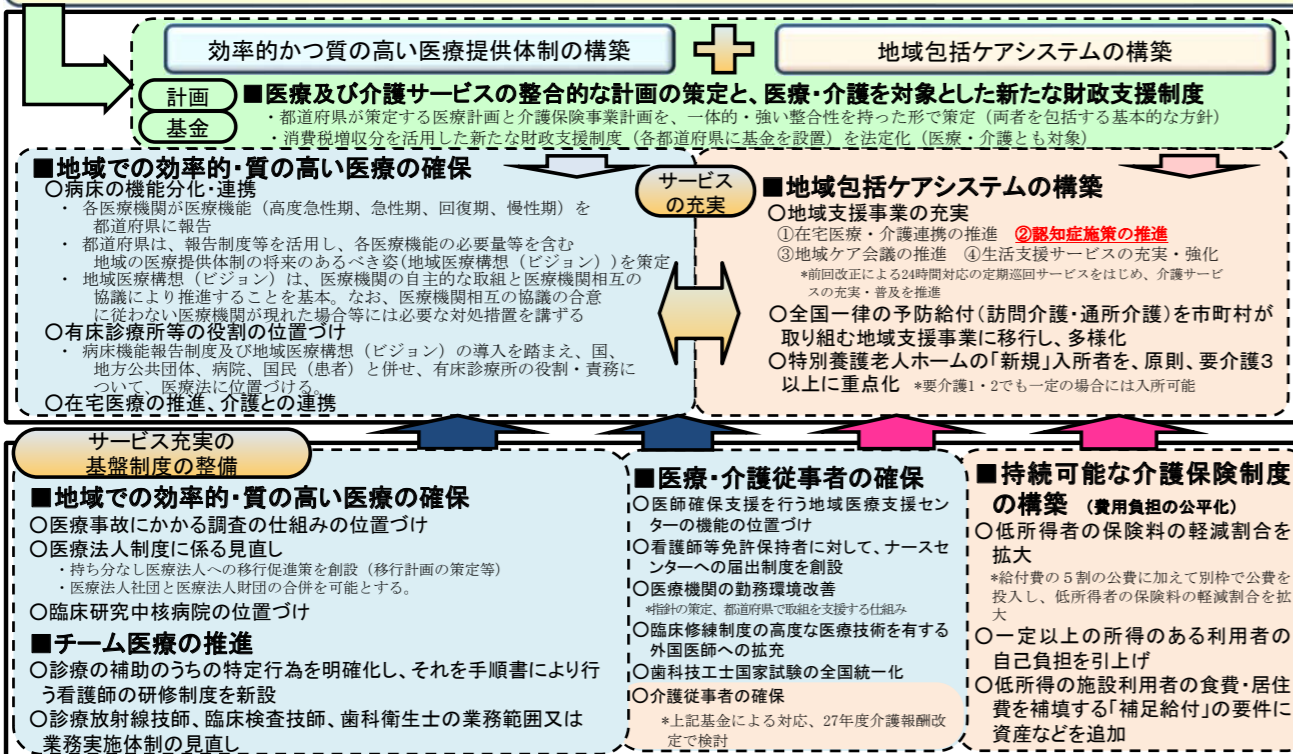 効率的かつ質の高い医療提供体制の構築
地域包括ケアシステムの構築
計画
基金
■医療及び介護サービスの整合的な計画の策定と、医療・介護を対象とした新たな財政支援制度
・都道府県が策定する医療計画と介護保険事業計画を、一体的・強い整合性を持った形で策定（両者を包括する基本的な方針）
・消費税増収分を活用した新たな財政支援制度（各都道府県に基金を設置）を法定化（医療・介護とも対象）
サービス
の充実
■地域での効率的・質の高い医療の確保
○病床の機能分化・連携
・ 各医療機関が医療機能（高度急性期、急性期、回復期、慢性期）を
都道府県に報告
・ 都道府県は、報告制度等を活用し、各医療機能の必要量等を含む
地域の医療提供体制の将来のあるべき姿(地域医療構想（ビジョン）)を策定
・ 地域医療構想（ビジョン）は、医療機関の自主的な取組と医療機関相互の
協議により推進することを基本。なお、医療機関相互の協議の合意
に従わない医療機関が現れた場合等には必要な対処措置を講ずる
○有床診療所等の役割の位置づけ
・ 病床機能報告制度及び地域医療構想（ビジョン）の導入を踏まえ、国、
地方公共団体、病院、国民（患者）と併せ、有床診療所の役割・責務に
ついて、医療法に位置づける。
○在宅医療の推進、介護との連携
■地域包括ケアシステムの構築
○地域支援事業の充実
①在宅医療・介護連携の推進　②認知症施策の推進
③地域ケア会議の推進　④生活支援サービスの充実・強化
*前回改正による24時間対応の定期巡回サービスをはじめ、介護サービ
スの充実・普及を推進
○全国一律の予防給付(訪問介護・通所介護)を市町村が
取り組む地域支援事業に移行し、多様化
○特別養護老人ホームの「新規」入所者を、原則、要介護3
以上に重点化　*要介護1・2でも一定の場合には入所可能
サービス充実の
基盤制度の整備
■地域での効率的・質の高い医療の確保
○医療事故にかかる調査の仕組みの位置づけ
○医療法人制度に係る見直し
・持ち分なし医療法人への移行促進策を創設（移行計画の策定等）
・医療法人社団と医療法人財団の合併を可能とする。
○臨床研究中核病院の位置づけ
■チーム医療の推進
○診療の補助のうちの特定行為を明確化し、それを手順書により行
う看護師の研修制度を新設
○診療放射線技師、臨床検査技師、歯科衛生士の業務範囲又は
業務実施体制の見直し
■医療・介護従事者の確保
○医師確保支援を行う地域医療支援セン
ターの機能の位置づけ
○看護師等免許保持者に対して、ナースセ
ンターへの届出制度を創設
○医療機関の勤務環境改善
*指針の策定、都道府県で取組を支援する仕組み
○臨床修練制度の高度な医療技術を有する
外国医師への拡充
○歯科技工士国家試験の全国統一化
○介護従事者の確保
*上記基金による対応、27年度介護報酬改
定で検討
■持続可能な介護保険制度
の構築　（費用負担の公平化）
○低所得者の保険料の軽減割合を
拡大
*給付費の５割の公費に加えて別枠で公費を
投入し、低所得者の保険料の軽減割合を拡
大
○一定以上の所得のある利用者の
自己負担を引上げ
○低所得の施設利用者の食費・居住
費を補填する「補足給付」の要件に
資産などを追加